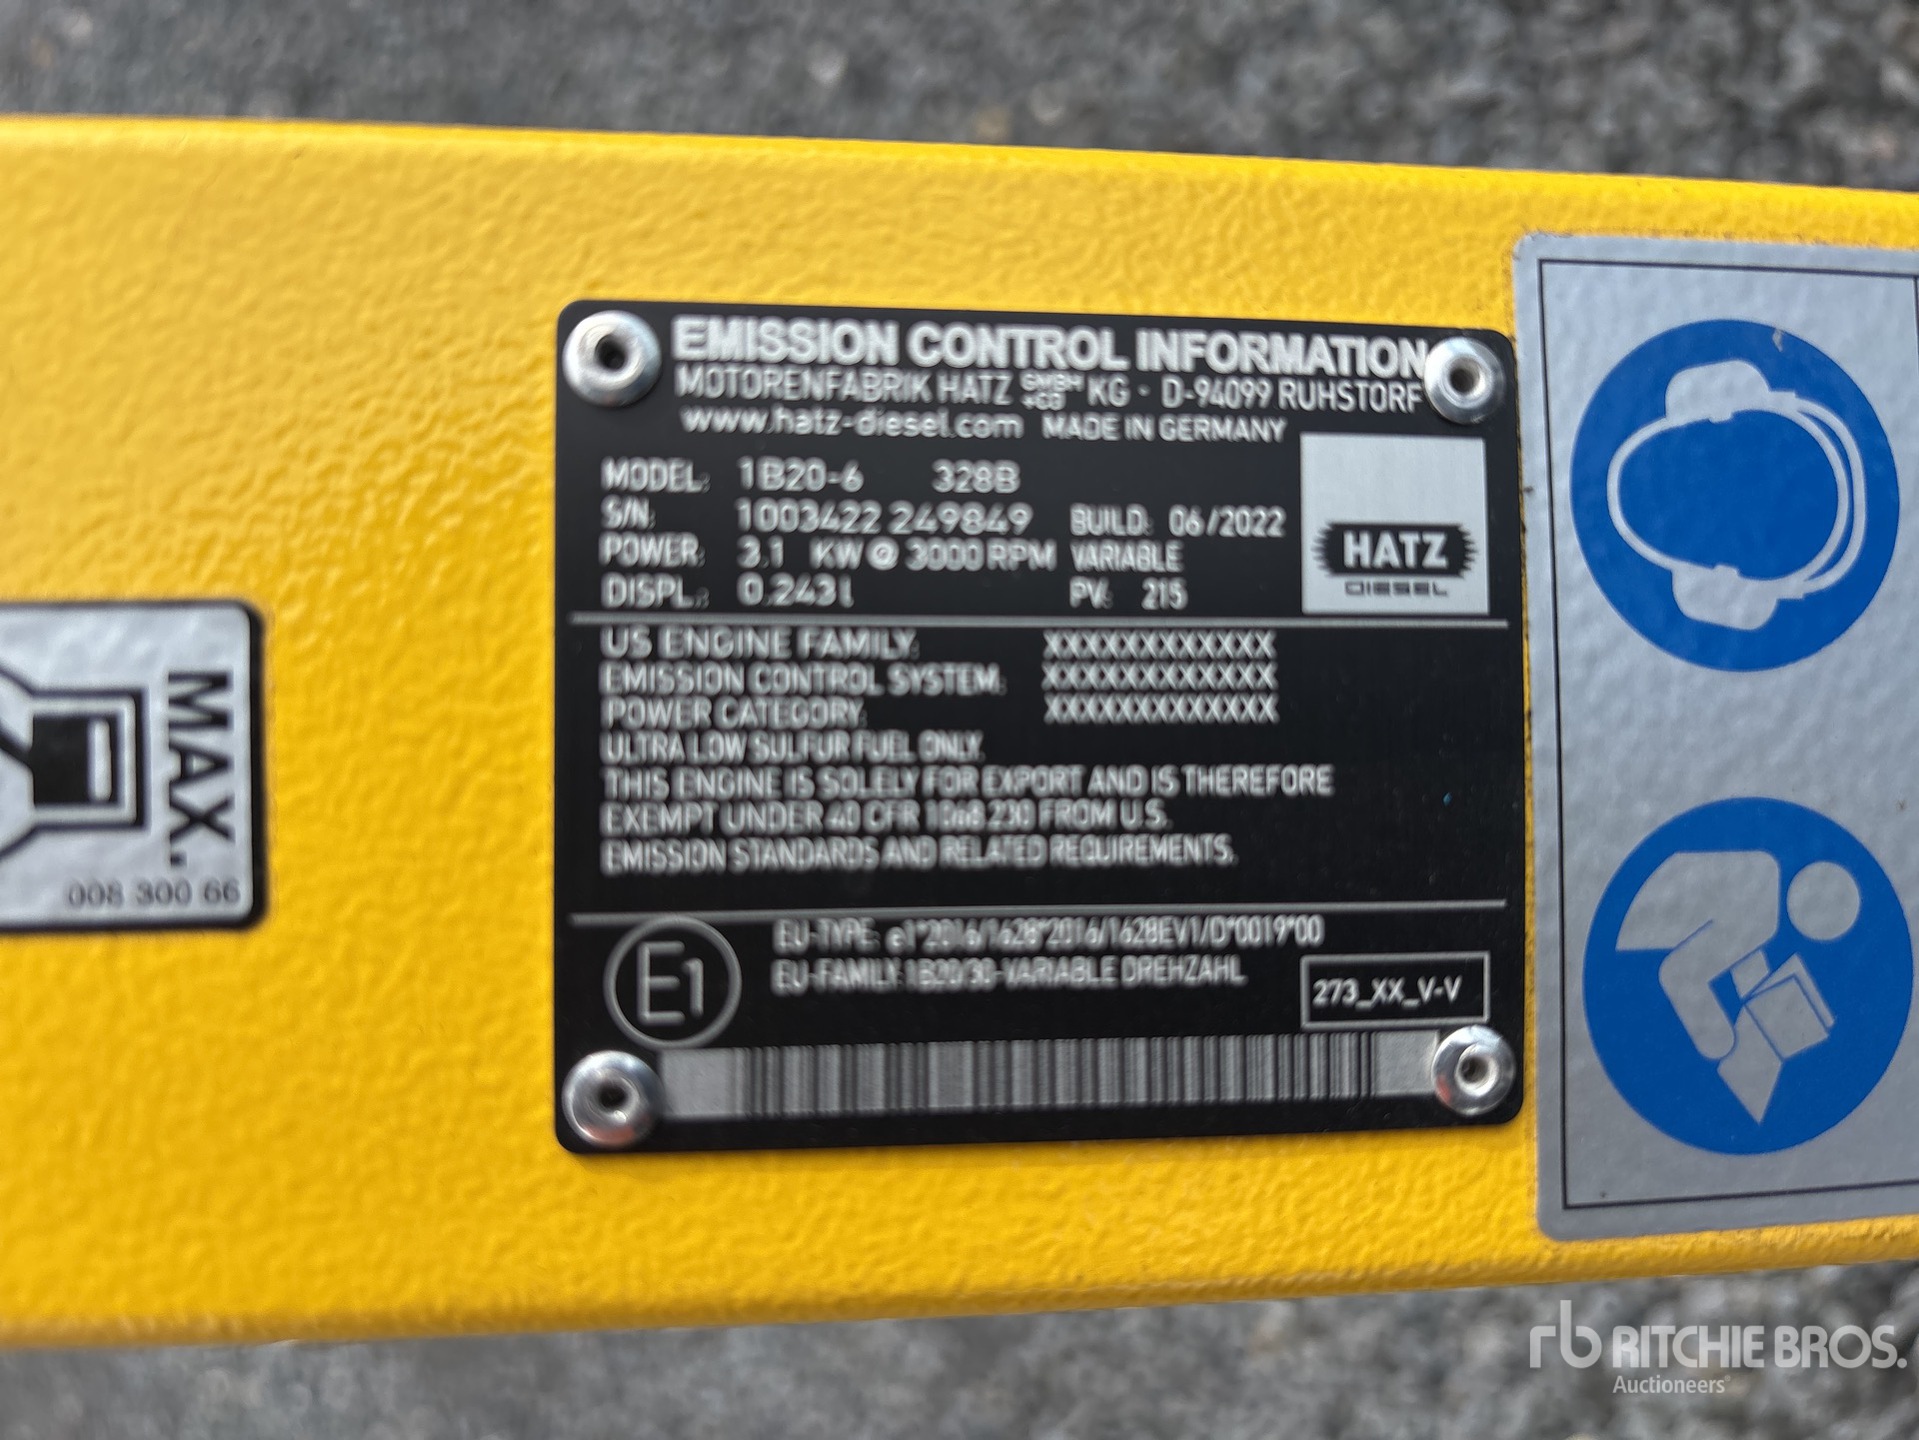 EMISSION CONTROL INFORMATION
MOTORENFABRIK HATZ GMBH +CO KG · D-94099 RUHSTORF
www.hatz-diesel.com MADE IN GERMANY
MODEL: 1B20-6 328B
S/N: 1003422 249849 BUILD: 06/2022
POWER: 3.1 KW @ 3000 RPM VARIABLE
DISPL.: 0.243l PV: 215
HATZ
DIESEL
US ENGINE FAMILY: XXXXXXXXXXXX
EMISSION CONTROL SYSTEM: XXXXXXXXXXXX
POWER CATEGORY: XXXXXXXXXXXXX
ULTRA LOW SULFUR FUEL ONLY.
THIS ENGINE IS SOLELY FOR EXPORT AND IS THEREFORE
EXEMPT UNDER 40 CFR 1068.230 FROM U.S.
EMISSION STANDARDS AND RELATED REQUIREMENTS.
E1
EU-TYPE: e1*2016/1628*2016/1628EV1/D*0019*00
EU-FAMILY: 1B20/30-VARIABLE DREHZAHL
273_XX_V-V
MAX.
008 300 66
rb RITCHIE BROS.
Auctioneers